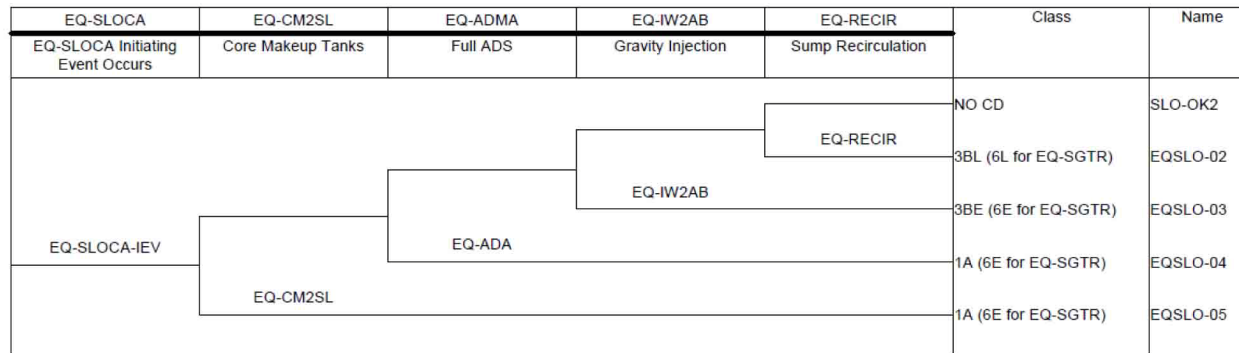 EQ-SLOCA EQ-CM2SL EQ-ADMA EQ-IW2AB EQ-RECIR Class Name
EQ-SLOCA Initiating Event Occurs Core Makeup Tanks Full ADS Gravity Injection Sump Recirculation
NO CD SLO-OK2
EQ-RECIR
3BL (6L for EQ-SGTR) EQSLO-02
EQ-IW2AB
3BE (6E for EQ-SGTR) EQSLO-03
EQ-SLOCA-IEV EQ-ADA
1A (6E for EQ-SGTR) EQSLO-04
EQ-CM2SL
1A (6E for EQ-SGTR) EQSLO-05